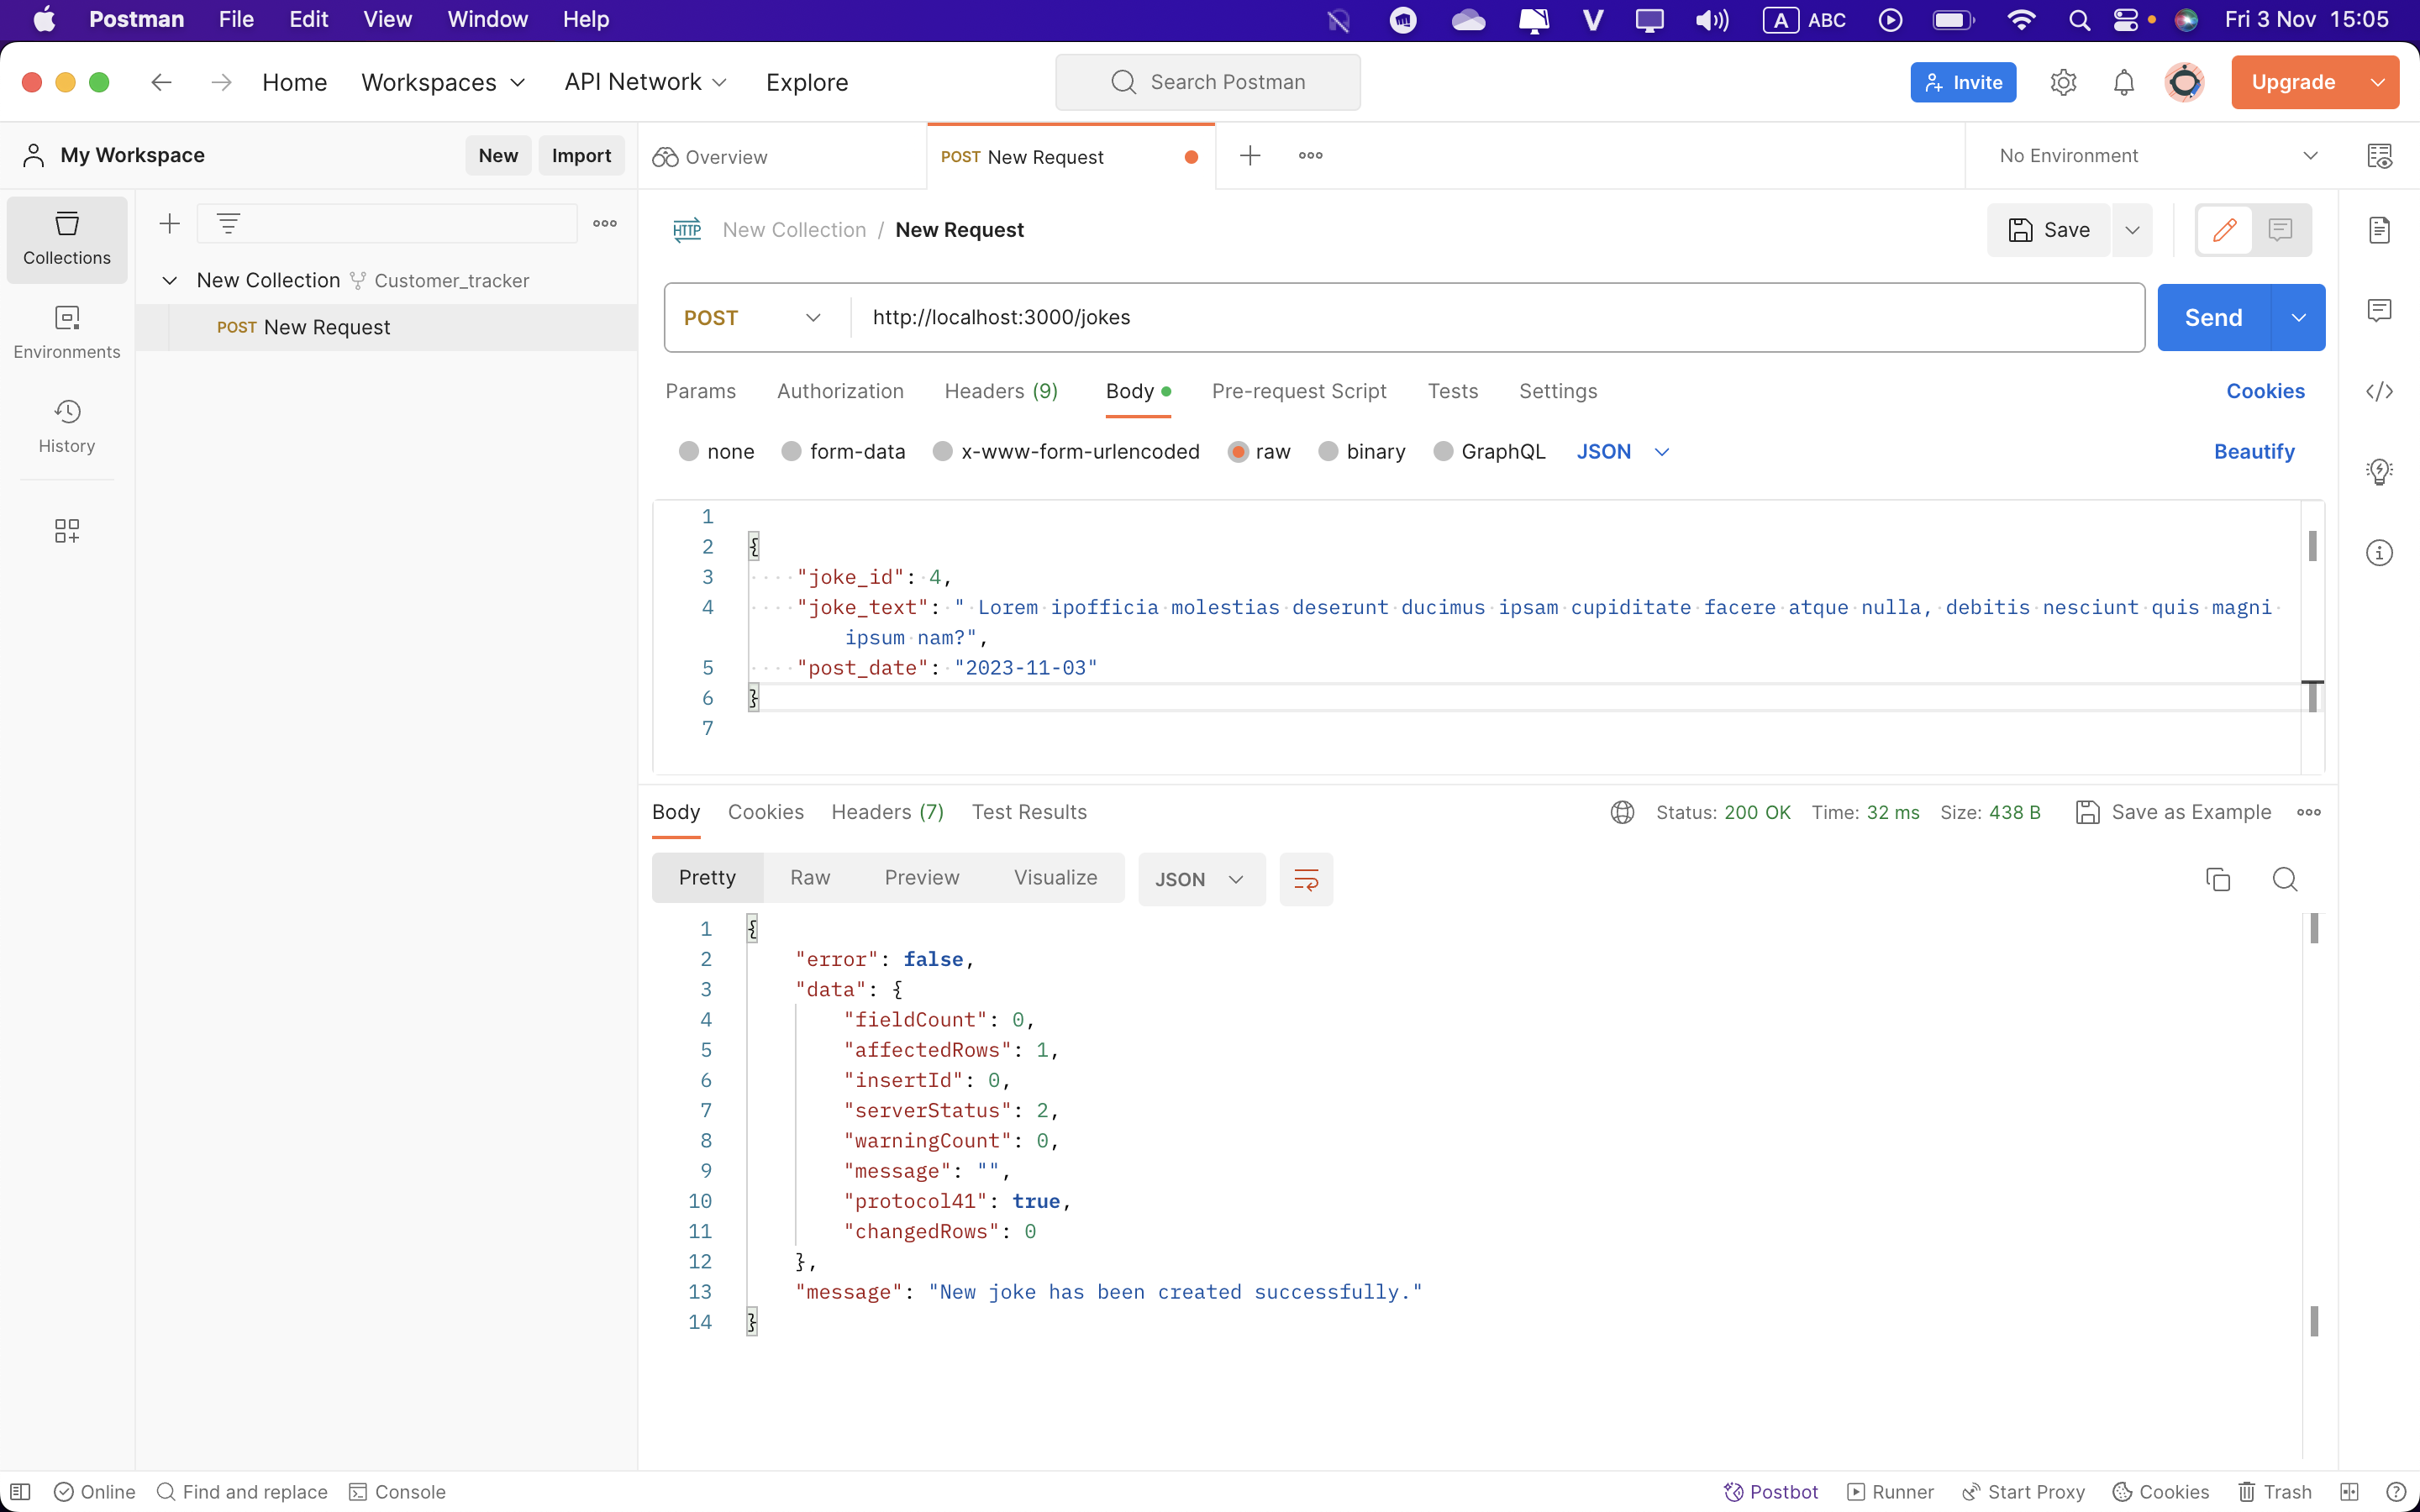 Postman File Edit View Window Help
A ABC Fri 3 Nov 15:05
Home Workspaces API Network Explore Search Postman Invite Upgrade
My Workspace New Import Overview POST New Request No Environment
Collections
Environments
History
New Collection Customer_tracker
POST New Request
HTTP New Collection / New Request Save
POST http://localhost:3000/jokes Send
Params Authorization Headers (9) Body Pre-request Script Tests Settings Cookies
none form-data x-www-form-urlencoded raw binary GraphQL JSON Beautify
1
2 {
3 "joke_id": 4,
4 "joke_text": " Lorem ipofficia molestias deserunt ducimus ipsam cupiditate facere atque nulla, debitis nesciunt quis magni
ipsum nam?",
5 "post_date": "2023-11-03"
6 }
7
Body Cookies Headers (7) Test Results Status: 200 OK Time: 32 ms Size: 438 B Save as Example
Pretty Raw Preview Visualize JSON
1 {
2 "error": false,
3 "data": {
4 "fieldCount": 0,
5 "affectedRows": 1,
6 "insertId": 0,
7 "serverStatus": 2,
8 "warningCount": 0,
9 "message": "",
10 "protocol41": true,
11 "changedRows": 0
12 },
13 "message": "New joke has been created successfully."
14 }
Online Find and replace Console Postbot Runner Start Proxy Cookies Trash